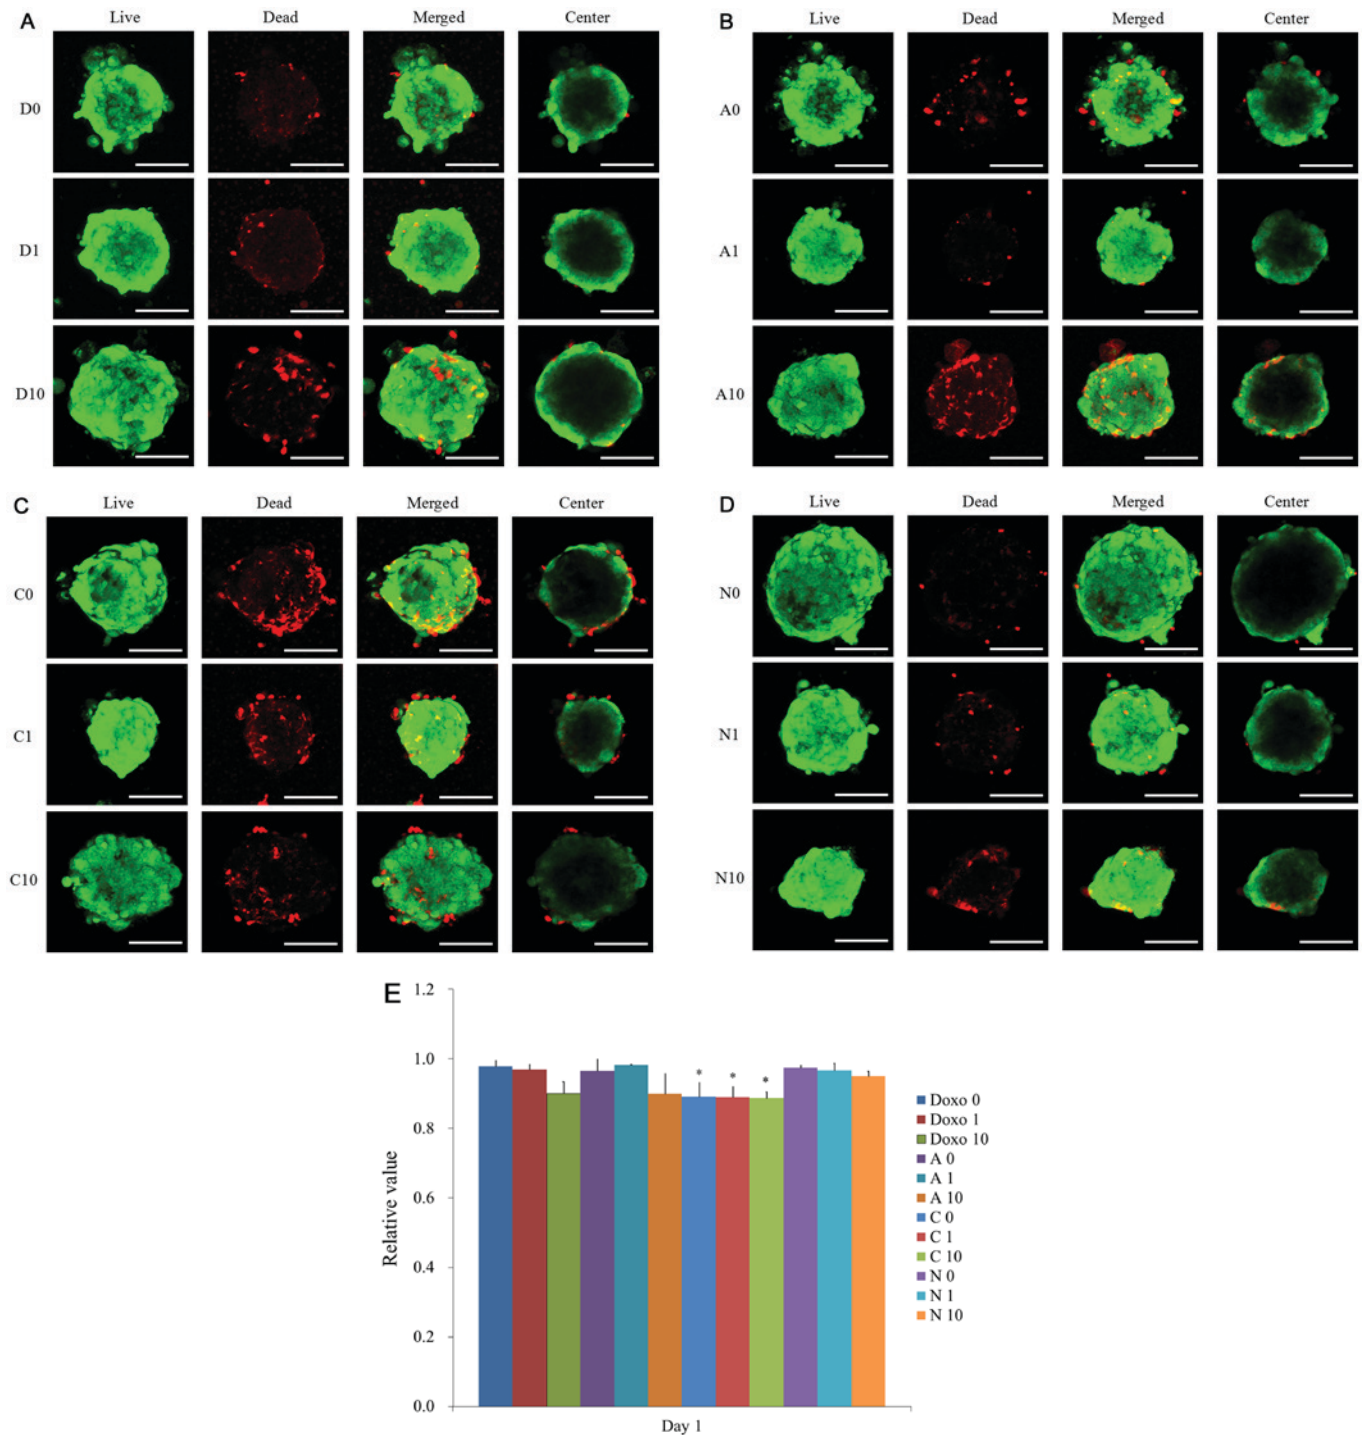 A
Live Dead Merged Center
D0
D1
D10
B
Live Dead Merged Center
A0
A1
A10
C
Live Dead Merged Center
C0
C1
C10
D
Live Dead Merged Center
N0
N1
N10
E
1.2
1.0
0.8
0.6
0.4
0.2
0.0
Relative value
* * *
Day 1
Doxo 0
Doxo 1
Doxo 10
A 0
A 1
A 10
C 0
C 1
C 10
N 0
N 1
N 10